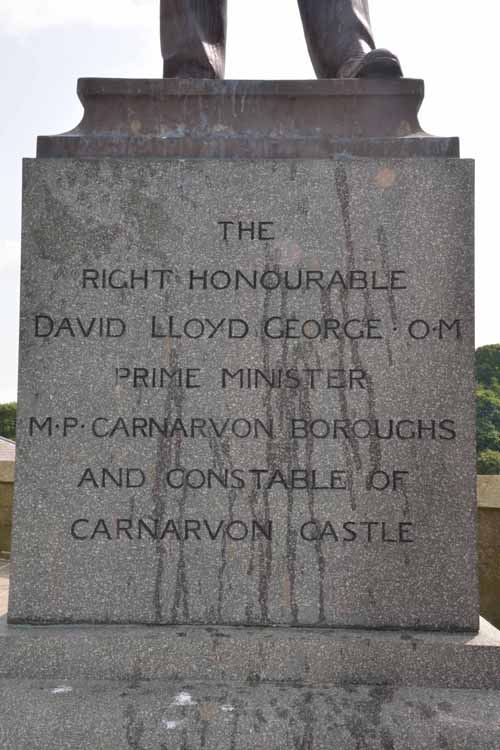 THE
RIGHT HONOURABLE
DAVID LLOYD GEORGE · O·M
PRIME MINISTER
M·P·CARNARVON BOROUGHS
AND CONSTABLE OF
CARNARVON CASTLE